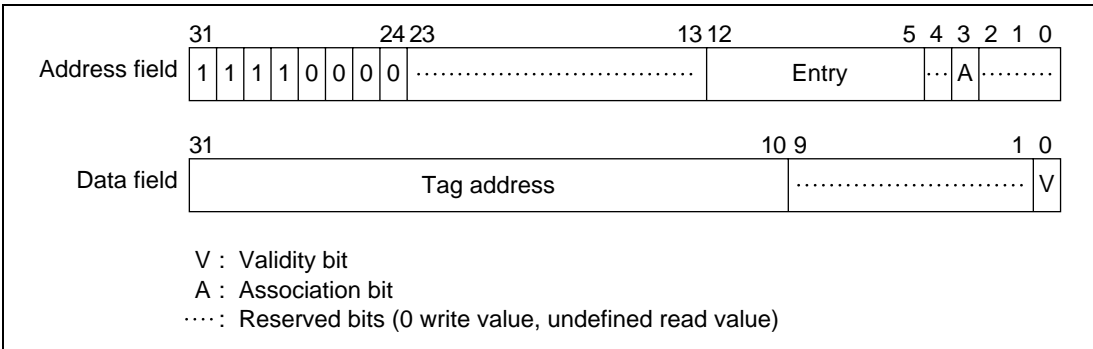 31 24 23 13 12 5 4 3 2 1 0
Address field 1 1 1 1 0 0 0 0 ................................. Entry ... A .........
31 10 9 1 0
Data field Tag address ............................ V
V : Validity bit
A : Association bit
···· : Reserved bits (0 write value, undefined read value)